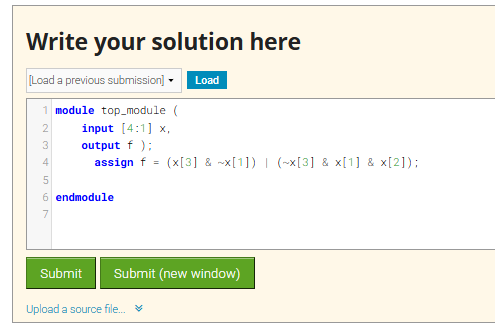 Write your solution here
[Load a previous submission] Load
1 module top_module (
2 input [4:1] x,
3 output f );
4 assign f = (x[3] & ~x[1]) | (~x[3] & x[1] & x[2]);
5
6 endmodule
7
Submit Submit (new window)
Upload a source file...